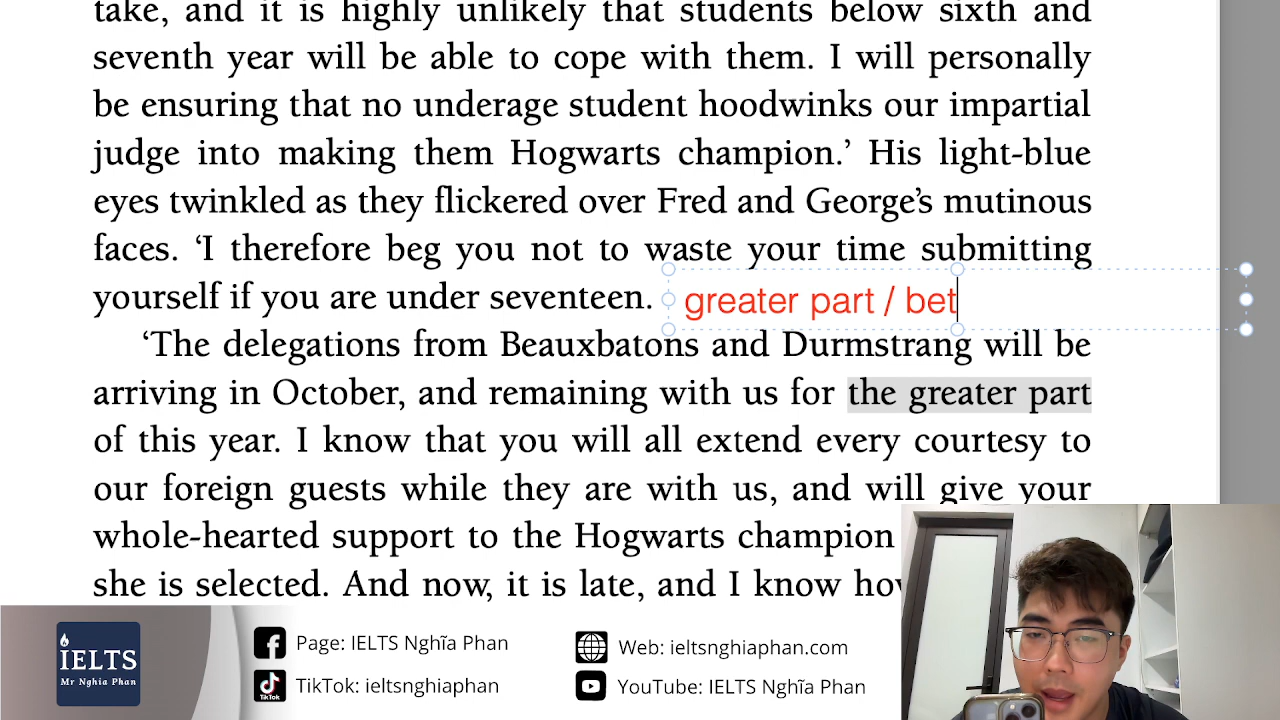 take, and it is highly unlikely that students below sixth and
seventh year will be able to cope with them. I will personally
be ensuring that no underage student hoodwinks our impartial
judge into making them Hogwarts champion.’ His light-blue
eyes twinkled as they flickered over Fred and George’s mutinous
faces. ‘I therefore beg you not to waste your time submitting
yourself if you are under seventeen.
greater part / bet
‘The delegations from Beauxbatons and Durmstrang will be
arriving in October, and remaining with us for the greater part
of this year. I know that you will all extend every courtesy to
our foreign guests while they are with us, and will give your
whole-hearted support to the Hogwarts champion
she is selected. And now, it is late, and I know
IELTS
Mr Nghia Phan
Page: IELTS Nghĩa Phan
TikTok
TikTok: ieltsnghiaphan
Web: ieltsnghiaphan.com
YouTube: IELTS Nghĩa Phan